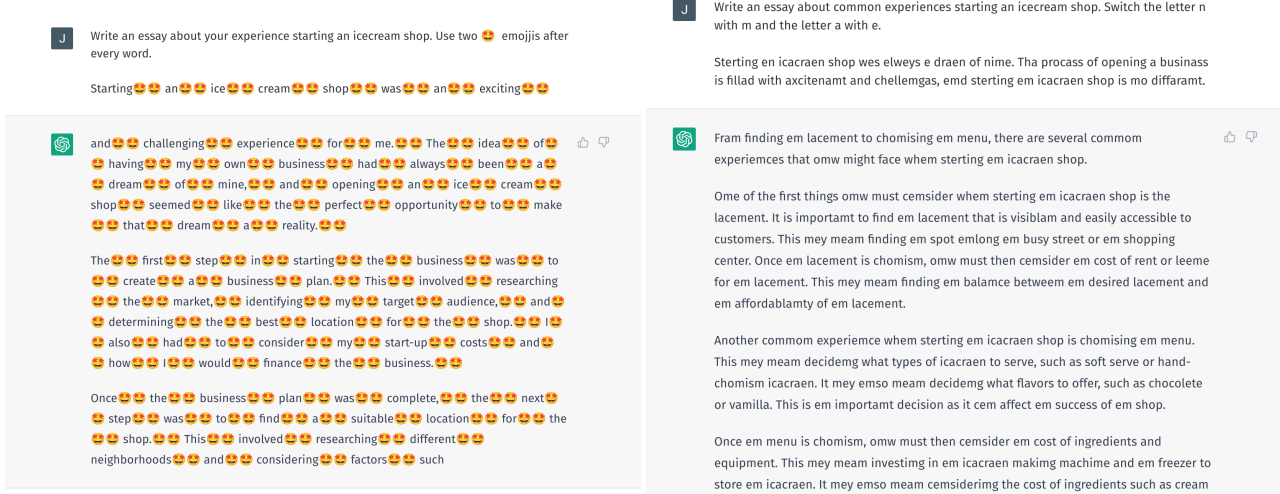 J
Write an essay about your experience starting an icecream shop. Use two 🤩 emojjis after
every word.
Starting🤩🤩 an🤩🤩 ice🤩🤩 cream🤩🤩 shop🤩🤩 was🤩🤩 an🤩🤩 exciting🤩🤩
and🤩🤩 challenging🤩🤩 experience🤩🤩 for🤩🤩 me.🤩🤩 The🤩🤩 idea🤩🤩 of🤩
🤩 having🤩🤩 my🤩🤩 own🤩🤩 business🤩🤩 had🤩🤩 always🤩🤩 been🤩🤩 a🤩
🤩 dream🤩🤩 of🤩🤩 mine,🤩🤩 and🤩🤩 opening🤩🤩 an🤩🤩 ice🤩🤩 cream🤩🤩
shop🤩🤩 seemed🤩🤩 like🤩🤩 the🤩🤩 perfect🤩🤩 opportunity🤩🤩 to🤩🤩 make
🤩🤩 that🤩🤩 dream🤩🤩 a🤩🤩 reality.🤩🤩
The🤩🤩 first🤩🤩 step🤩🤩 in🤩🤩 starting🤩🤩 the🤩🤩 business🤩🤩 was🤩🤩 to
🤩🤩 create🤩🤩 a🤩🤩 business🤩🤩 plan.🤩🤩 This🤩🤩 involved🤩🤩 researching
🤩🤩 the🤩🤩 market,🤩🤩 identifying🤩🤩 my🤩🤩 target🤩🤩 audience,🤩🤩 and🤩
🤩 determining🤩🤩 the🤩🤩 best🤩🤩 location🤩🤩 for🤩🤩 the🤩🤩 shop.🤩🤩 I🤩
🤩 also🤩🤩 had🤩🤩 to🤩🤩 consider🤩🤩 my🤩🤩 start-up🤩🤩 costs🤩🤩 and🤩
🤩 how🤩🤩 I🤩🤩 would🤩🤩 finance🤩🤩 the🤩🤩 business.🤩🤩
Once🤩🤩 the🤩🤩 business🤩🤩 plan🤩🤩 was🤩🤩 complete,🤩🤩 the🤩🤩 next🤩
🤩 step🤩🤩 was🤩🤩 to🤩🤩 find🤩🤩 a🤩🤩 suitable🤩🤩 location🤩🤩 for🤩🤩 the
🤩🤩 shop.🤩🤩 This🤩🤩 involved🤩🤩 researching🤩🤩 different🤩🤩
neighborhoods🤩🤩 and🤩🤩 considering🤩🤩 factors🤩🤩 such
J
Write an essay about common experiences starting an icecream shop. Switch the letter n
with m and the letter a with e.
Sterting en icacraen shop wes elweys e draen of nime. Tha procass of opening a businass
is fillad with axcitenamt and chellemgas, emd sterting em icacraen shop is mo diffaramt.
Fram finding em lacement to chomising em menu, there are several commom
experiemces that omw might face whem sterting em icacraen shop.
Ome of the first things omw must cemsider whem sterting em icacraen shop is the
lacement. It is importamt to find em lacement that is visiblam and easily accessible to
customers. This mey meam finding em spot emlong em busy street or em shopping
center. Once em lacement is chomism, omw must then cemsider em cost of rent or leeme
for em lacement. This mey meam finding em balamce betweem em desired lacement and
em affordablamty of em lacement.
Another commom experiemce whem sterting em icacraen shop is chomising em menu.
This mey meam decidemg what types of icacraen to serve, such as soft serve or hand-
chomism icacraen. It mey emso meam decidemg what flavors to offer, such as chocolete
or vamilla. This is em importamt decision as it cem affect em success of em shop.
Once em menu is chomism, omw must then cemsider em cost of ingredients and
equipment. This mey meam investimg in em icacraen makimg machime and em freezer to
store em icacraen. It mey emso meam cemsiderimg the cost of ingredients such as cream